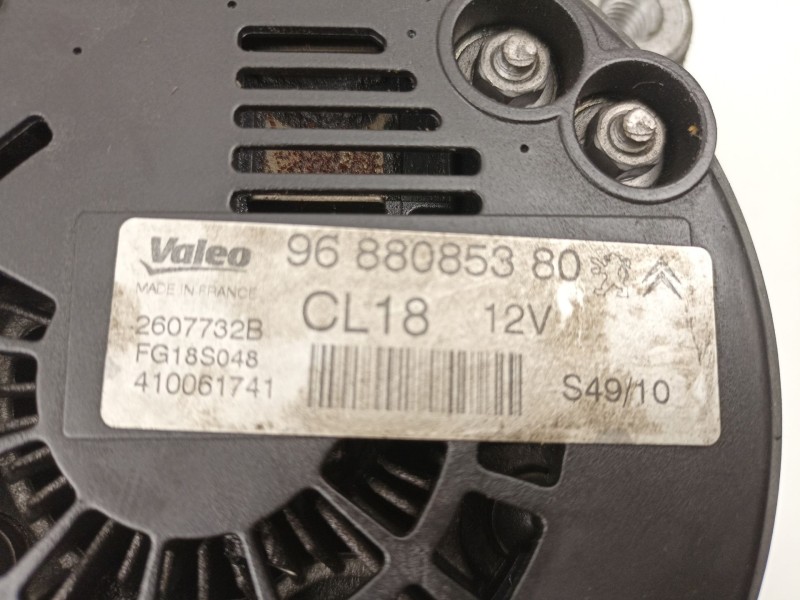 Valeo 96 880853 80
MADE IN FRANCE
CL18 12V
2607732B
FG18S048
410061741
S49/10